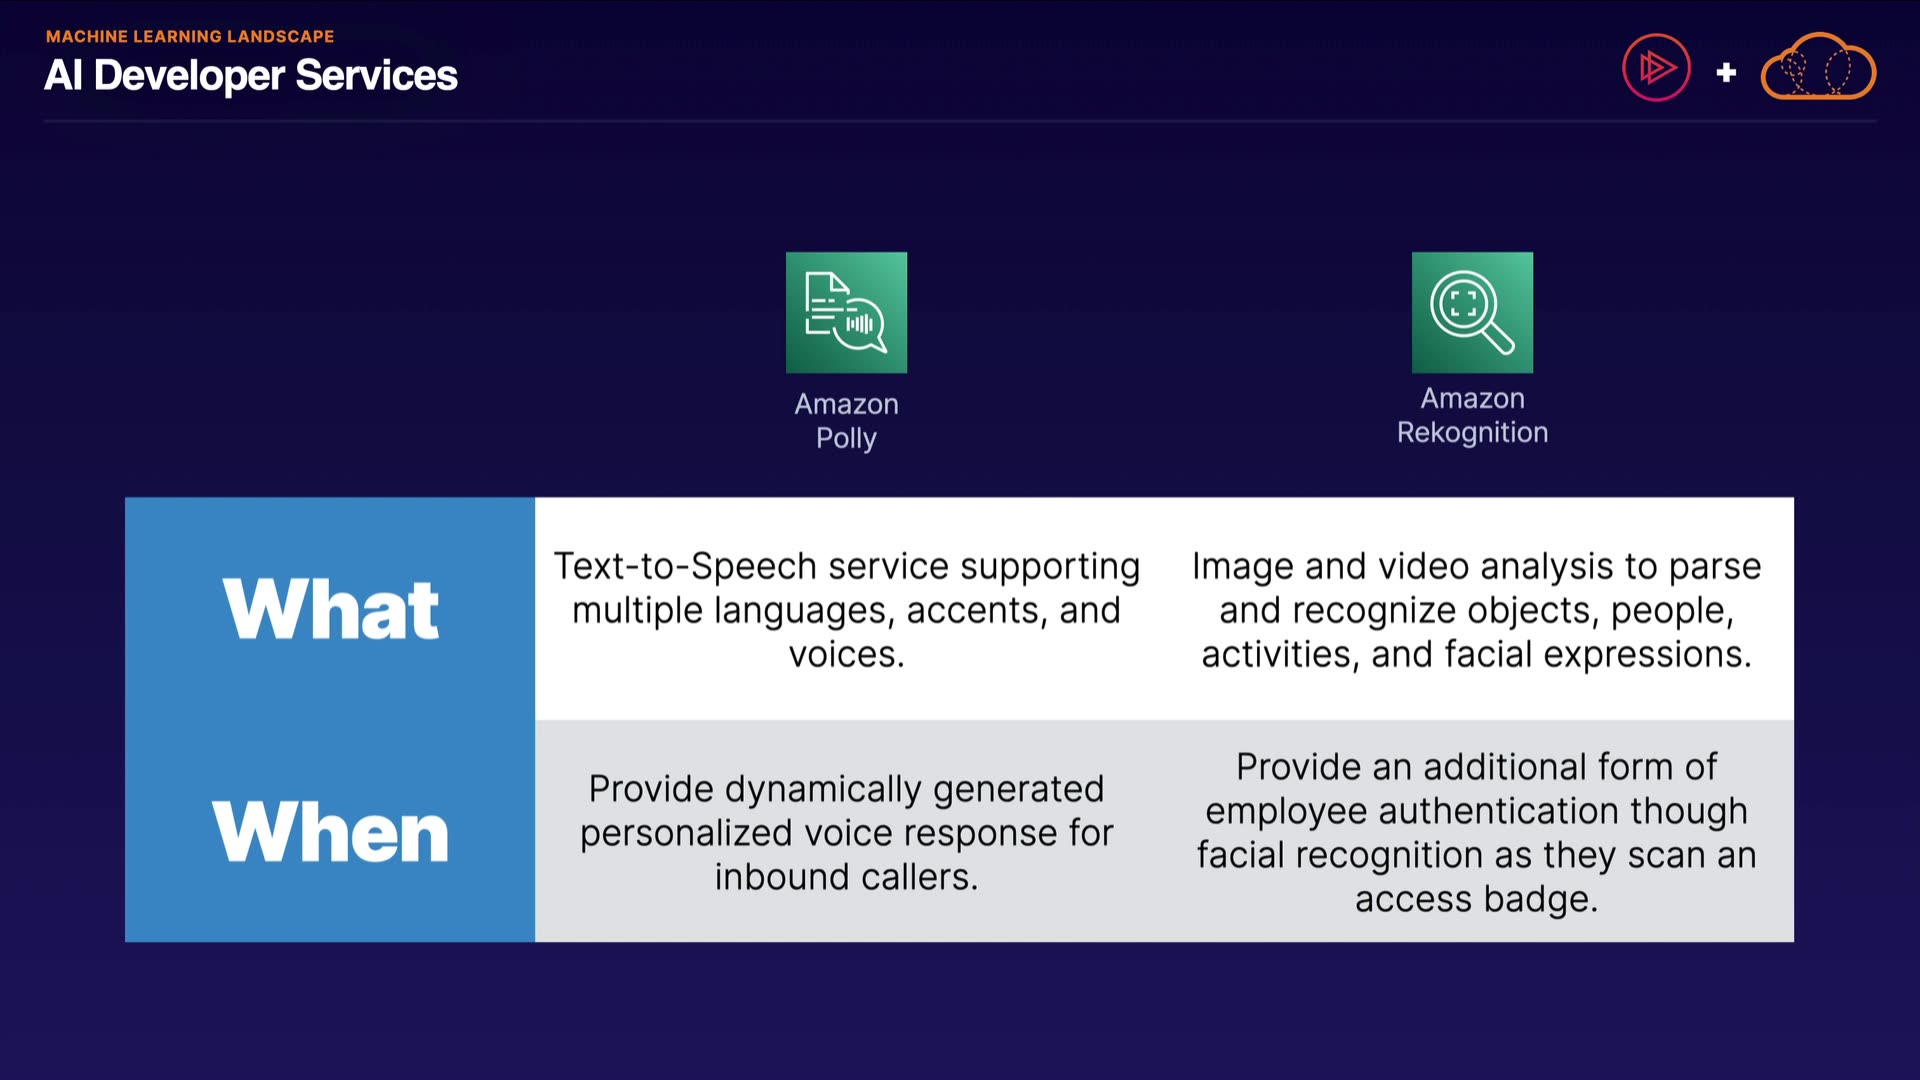 MACHINE LEARNING LANDSCAPE
AI Developer Services
Amazon
Polly
Amazon
Rekognition
What
Text-to-Speech service supporting
multiple languages, accents, and
voices.
Image and video analysis to parse
and recognize objects, people,
activities, and facial expressions.
When
Provide dynamically generated
personalized voice response for
inbound callers.
Provide an additional form of
employee authentication though
facial recognition as they scan an
access badge.